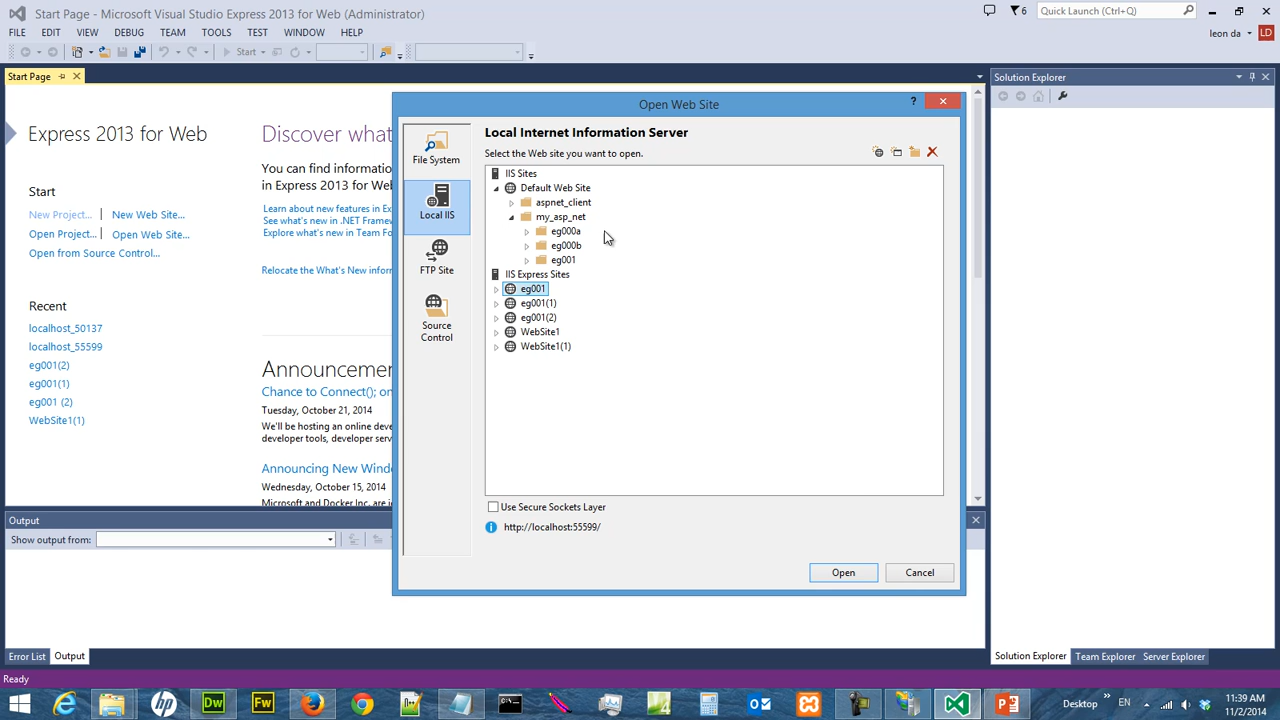 Start Page - Microsoft Visual Studio Express 2013 for Web (Administrator)
6
Quick Launch (Ctrl+Q)
FILE EDIT VIEW DEBUG TEAM TOOLS TEST WINDOW HELP
leon da LD
Start
Start Page
Express 2013 for Web
Discover what
You can find informatio
in Express 2013 for Web
Start
New Project... New Web Site...
Open Project... Open Web Site...
Open from Source Control...
Learn about new features in Ex
See what's new in .NET Framew
Explore what's new in Team Fo
Relocate the What's New inforr
Recent
localhost_50137
localhost_55599
eg001(2)
eg001(1)
eg001 (2)
WebSite1(1)
Announcemen
Chance to Connect(); on
Tuesday, October 21, 2014
We'll be hosting an online deve
developer tools, developer serv
Announcing New Windo
Wednesday, October 15, 2014
Microsoft and Docker Inc. are jo
Open Web Site
?
File System
Local IIS
FTP Site
Source
Control
Local Internet Information Server
Select the Web site you want to open.
IIS Sites
Default Web Site
aspnet_client
my_asp_net
eg000a
eg000b
eg001
IIS Express Sites
eg001
eg001(1)
eg001(2)
WebSite1
WebSite1(1)
Use Secure Sockets Layer
http://localhost:55599/
Open Cancel
Solution Explorer
Output
Show output from:
Error List Output
Solution Explorer Team Explorer Server Explorer
Ready
Desktop EN 11:39 AM
11/2/2014